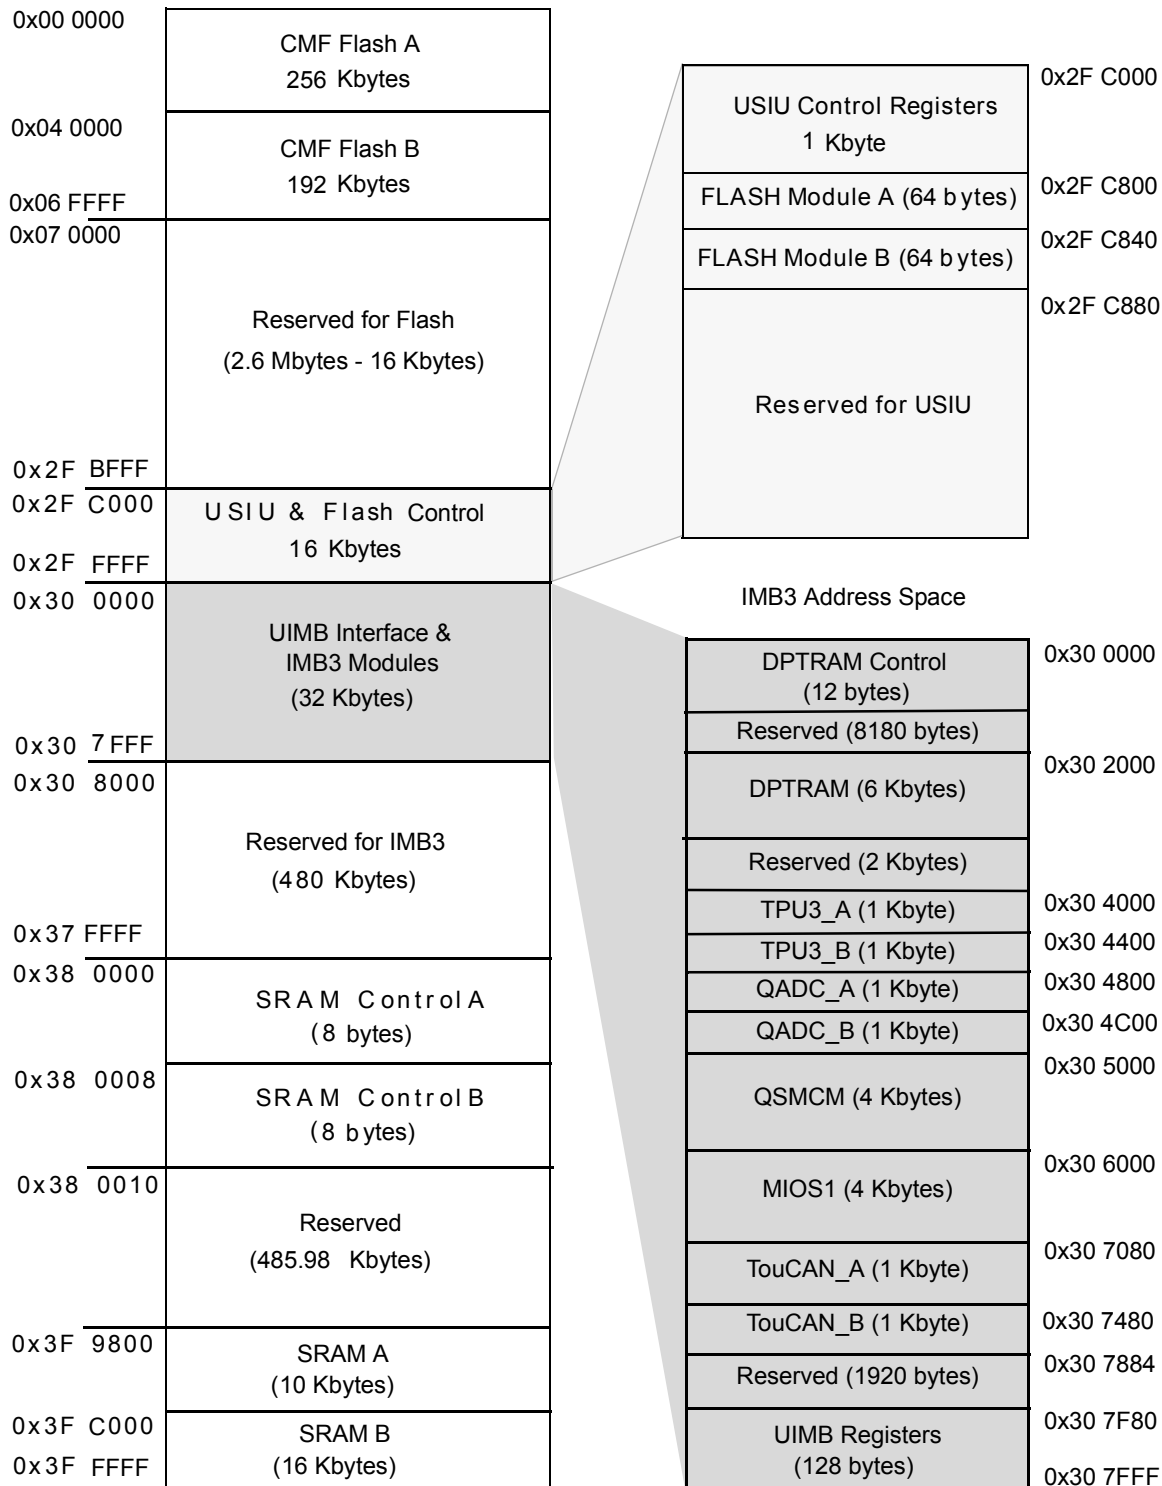 0x00 0000
CMF Flash A
256 Kbytes
0x04 0000
CMF Flash B
192 Kbytes
0x06 FFFF
0x07 0000
Reserved for Flash
(2.6 Mbytes - 16 Kbytes)
0x2F BFFF
0x2F C000
USIU & Flash Control
16 Kbytes
0x2F FFFF
0x30 0000
UIMB Interface &
IMB3 Modules
(32 Kbytes)
0x30 7FFF
0x30 8000
Reserved for IMB3
(480 Kbytes)
0x37 FFFF
0x38 0000
SRAM Control A
(8 bytes)
0x38 0008
SRAM Control B
(8 bytes)
0x38 0010
Reserved
(485.98 Kbytes)
0x3F 9800
SRAM A
(10 Kbytes)
0x3F C000
SRAM B
(16 Kbytes)
0x3F FFFF
USIU Control Registers
1 Kbyte
0x2F C000
FLASH Module A (64 bytes)
0x2F C800
FLASH Module B (64 bytes)
0x2F C840
0x2F C880
Reserved for USIU
IMB3 Address Space
DPTRAM Control
(12 bytes)
0x30 0000
Reserved (8180 bytes)
DPTRAM (6 Kbytes)
0x30 2000
Reserved (2 Kbytes)
TPU3_A (1 Kbyte)
0x30 4000
TPU3_B (1 Kbyte)
0x30 4400
QADC_A (1 Kbyte)
0x30 4800
QADC_B (1 Kbyte)
0x30 4C00
QSMCM (4 Kbytes)
0x30 5000
MIOS1 (4 Kbytes)
0x30 6000
TouCAN_A (1 Kbyte)
0x30 7080
TouCAN_B (1 Kbyte)
0x30 7480
Reserved (1920 bytes)
0x30 7884
UIMB Registers
(128 bytes)
0x30 7F80
0x30 7FFF